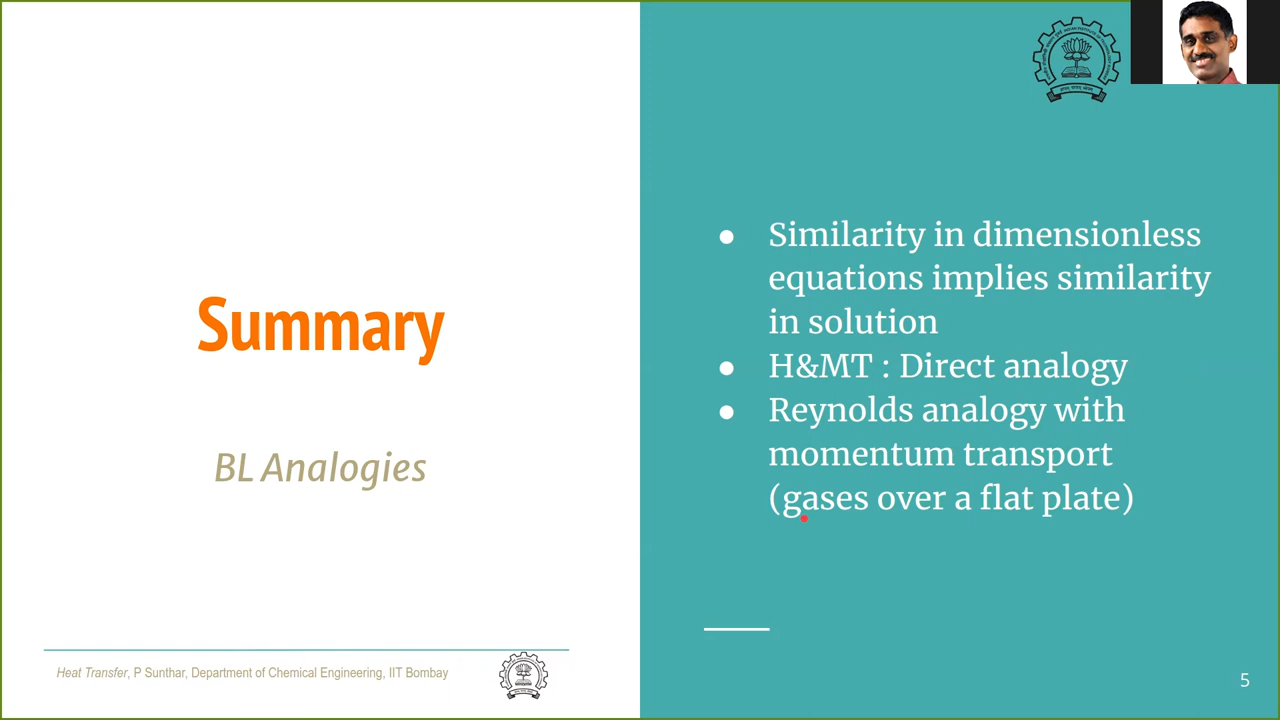 Summary
BL Analogies
● Similarity in dimensionless
equations implies similarity
in solution
● H&MT : Direct analogy
● Reynolds analogy with
momentum transport
(gases over a flat plate)
Heat Transfer, P Sunthar, Department of Chemical Engineering, IIT Bombay
5